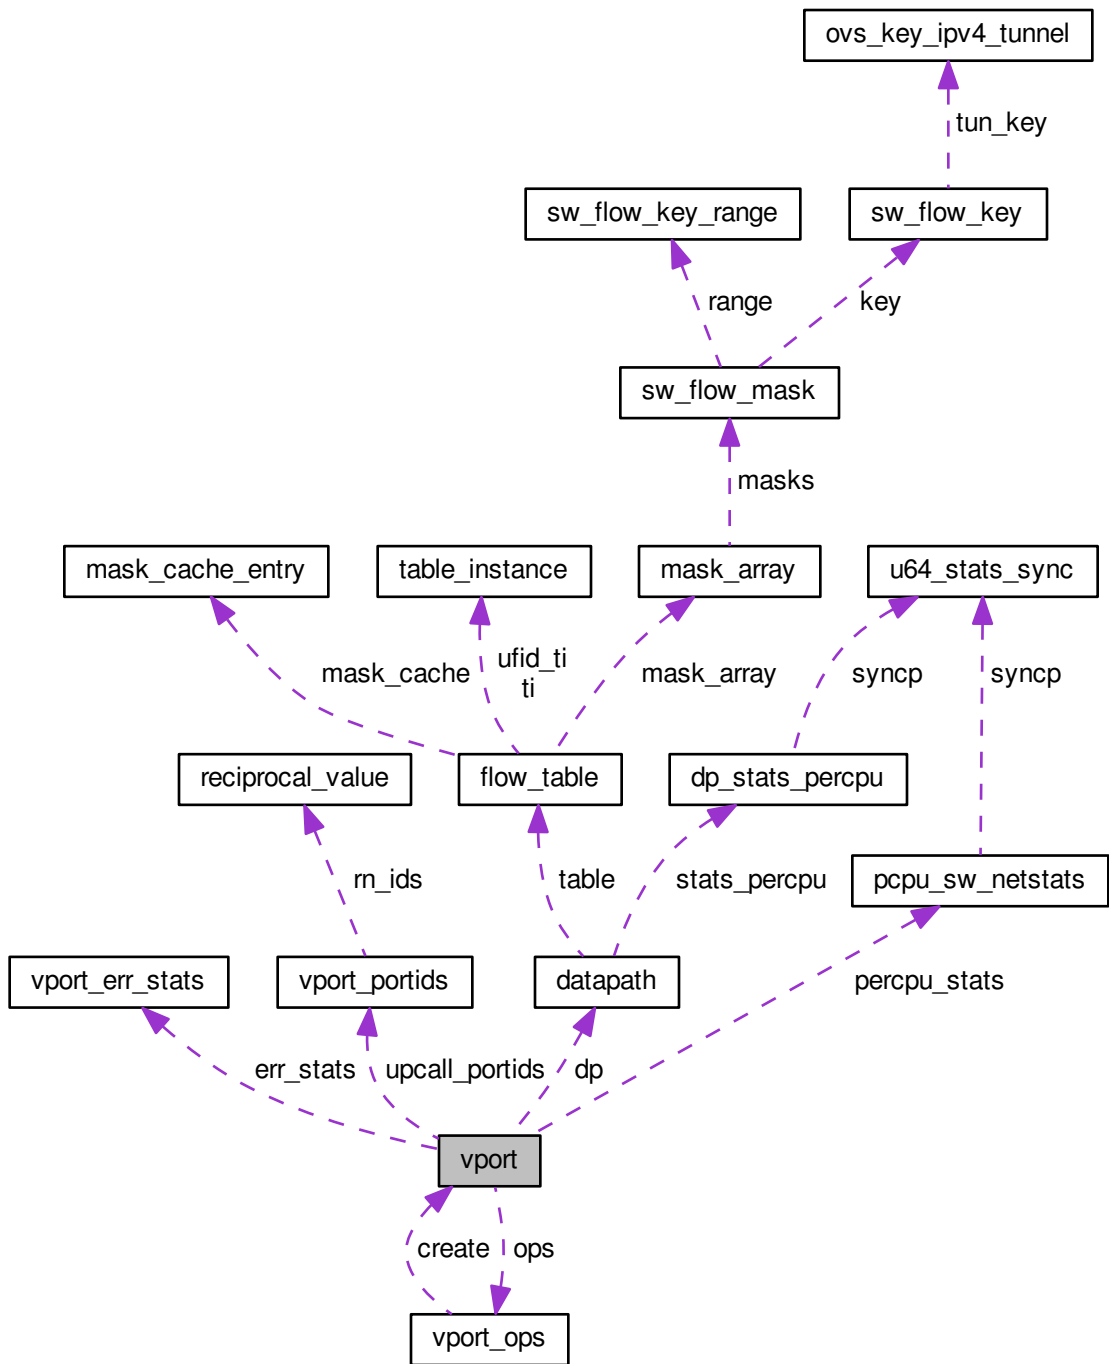 ovs_key_ipv4_tunnel
tun_key
sw_flow_key_range
sw_flow_key
range
key
sw_flow_mask
masks
mask_cache_entry
table_instance
mask_array
u64_stats_sync
mask_cache
ufid_ti
ti
mask_array
syncp
syncp
reciprocal_value
flow_table
dp_stats_percpu
rn_ids
table
stats_percpu
pcpu_sw_netstats
vport_err_stats
vport_portids
datapath
percpu_stats
err_stats
upcall_portids
dp
vport
create
ops
vport_ops